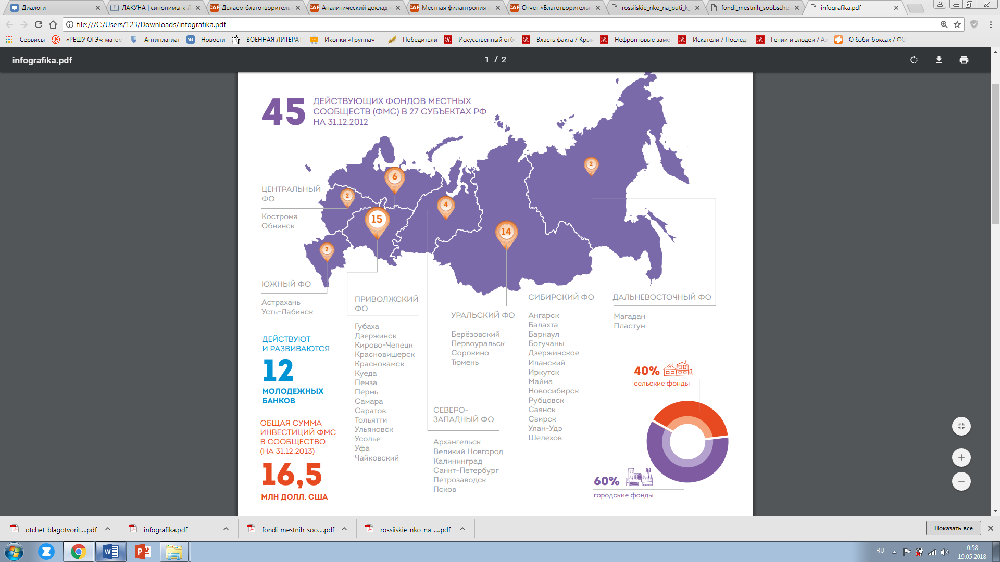 Диалоги
ЛАКУНА | синонимы к Л
Делаем благотворитель
Аналитический доклад
Местная филантропия н
Отчет «Благотворитель
rossiiskie_nko_na_puti_k
fondi_mestnih_soobsche
infografika.pdf
file:///C:/Users/123/Downloads/infografika.pdf
Сервисы
«РЕШУ ОГЭ»: матем
Антиплагиат
Новости
ВОЕННАЯ ЛИТЕРАТ
Иконки «Группа» —
Победители
Искусственный отб
Власть факта / Кры
Нефронтовые заме
Искатели / Последн
Гении и злодеи / Ал
О бэби-боксах / ФО
infografika.pdf
1 / 2
45
ДЕЙСТВУЮЩИХ ФОНДОВ МЕСТНЫХ
СООБЩЕСТВ (ФМС) В 27 СУБЪЕКТАХ РФ
НА 31.12.2012
2
6
2
4
15
14
2
ЦЕНТРАЛЬНЫЙ
ФО
Кострома
Обнинск
ЮЖНЫЙ ФО
Астрахань
Усть-Лабинск
ДЕЙСТВУЮТ
И РАЗВИВАЮТСЯ
12
МОЛОДЕЖНЫХ
БАНКОВ
ОБЩАЯ СУММА
ИНВЕСТИЦИЙ ФМС
В СООБЩЕСТВО
(НА 31.12.2013)
16,5
МЛН ДОЛЛ. США
ПРИВОЛЖСКИЙ
ФО
Губаха
Дзержинск
Кирово-Чепецк
Красновишерск
Краснокамск
Куеда
Пенза
Пермь
Самара
Саратов
Тольятти
Ульяновск
Усолье
Уфа
Чайковский
УРАЛЬСКИЙ ФО
Берёзовский
Первоуральск
Сорокино
Тюмень
СЕВЕРО-
ЗАПАДНЫЙ ФО
Архангельск
Великий Новгород
Калининград
Санкт-Петербург
Петрозаводск
Псков
СИБИРСКИЙ ФО
Ангарск
Балахта
Барнаул
Богучаны
Дзержинское
Иланский
Иркутск
Майма
Новосибирск
Рубцовск
Саянск
Свирск
Улан-Удэ
Шелехов
ДАЛЬНЕВОСТОЧНЫЙ ФО
Магадан
Пластун
40%
сельские фонды
60%
городские фонды
otchet_blagotvorit....pdf
infografika.pdf
fondi_mestnih_soo....pdf
rossiiskie_nko_na_....pdf
Показать все
RU
0:58
19.05.2018